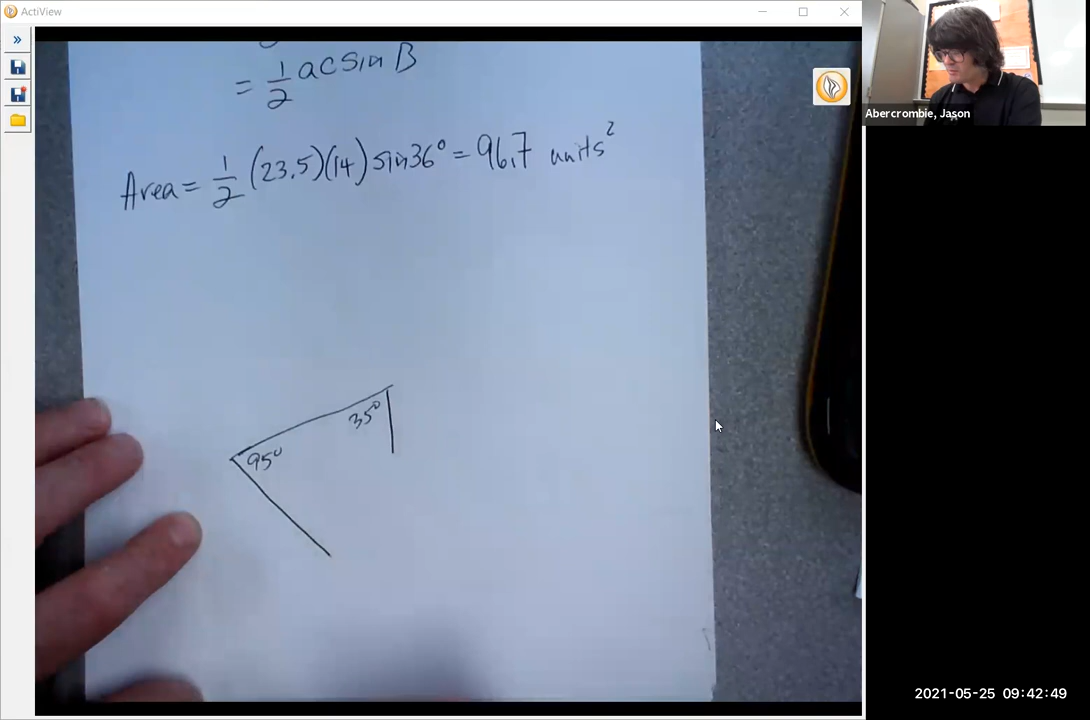 ActiView
= 1/2 ac sin B
Area = 1/2 (23.5)(14) sin 36° = 96.7 units²
35°
95°
Abercrombie, Jason
2021-05-25 09:42:49